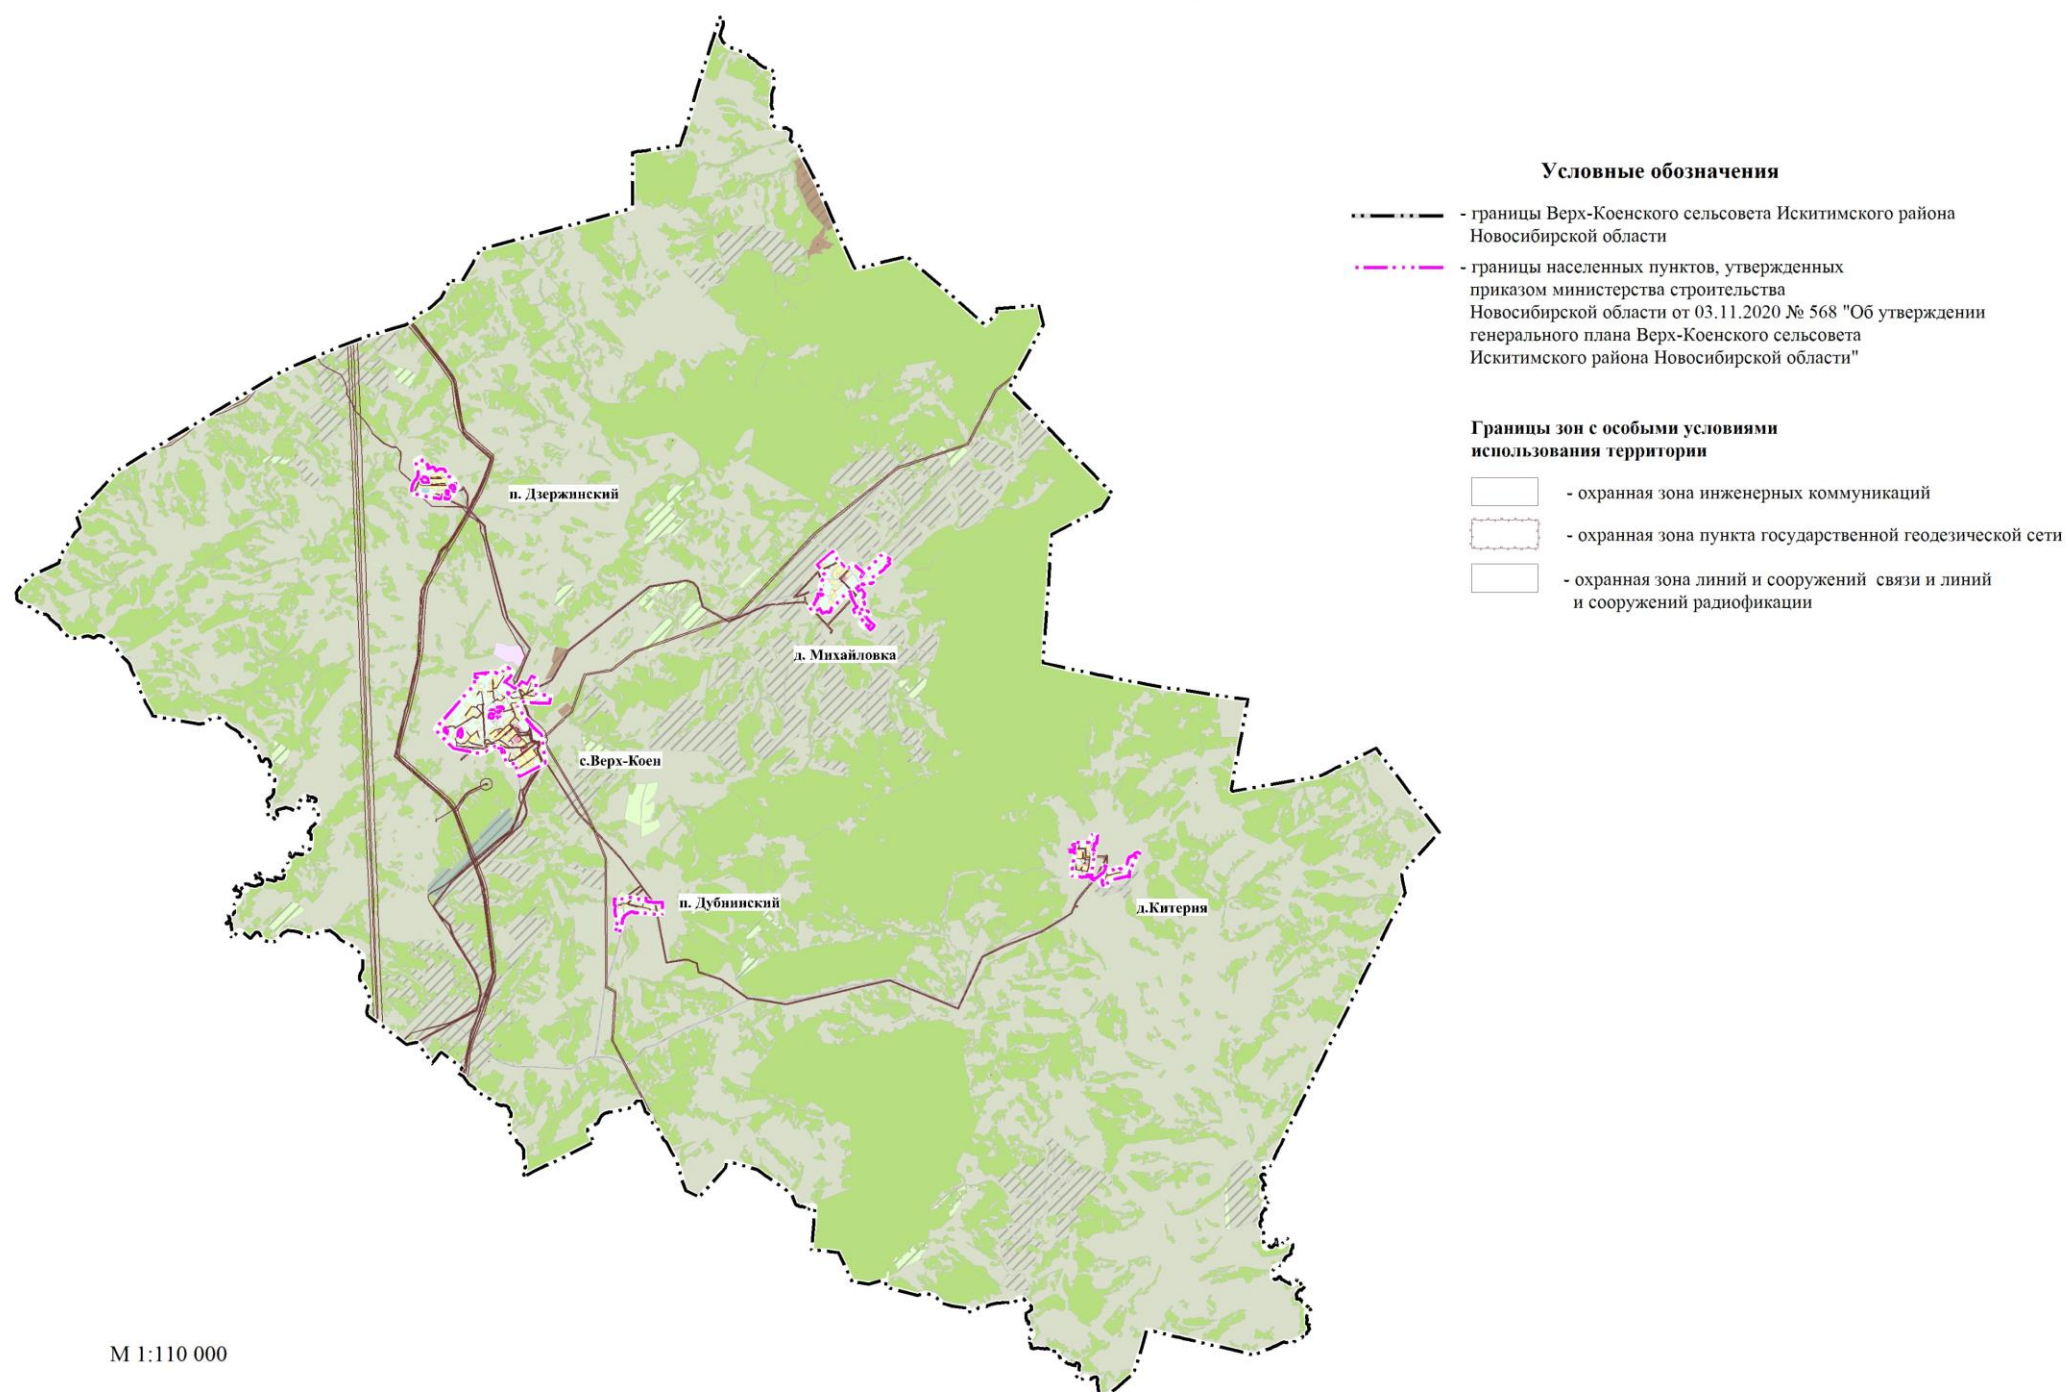 Условные обозначения
- границы Верх-Коенского сельсовета Искитимского района
Новосибирской области
- границы населенных пунктов, утвержденных
приказом министерства строительства
Новосибирской области от 03.11.2020 № 568 "Об утверждении
генерального плана Верх-Коенского сельсовета
Искитимского района Новосибирской области"
Границы зон с особыми условиями
использования территории
- охранная зона инженерных коммуникаций
- охранная зона пункта государственной геодезической сети
- охранная зона линий и сооружений связи и линий
и сооружений радиофикации
п. Дзержинский
д. Михайловка
с.Верх-Коен
п. Дубнинский
д.Китерня
М 1:110 000